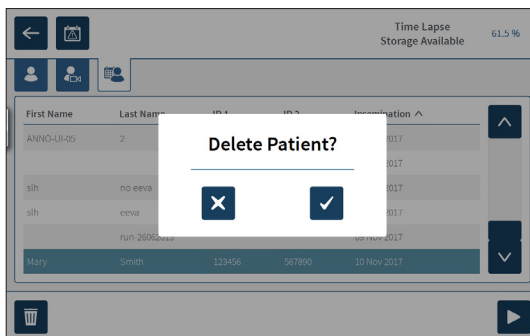 Time Lapse
Storage Available 61.5 %
First Name Last Name ID 1 ID 2 Insemination
ANNO-UI-05 2 2017
2017
slh no eeva 2017
slh eeva 2017
run-26062015 09 Nov 2017
Mary Smith 123456 567890 10 Nov 2017
Delete Patient?